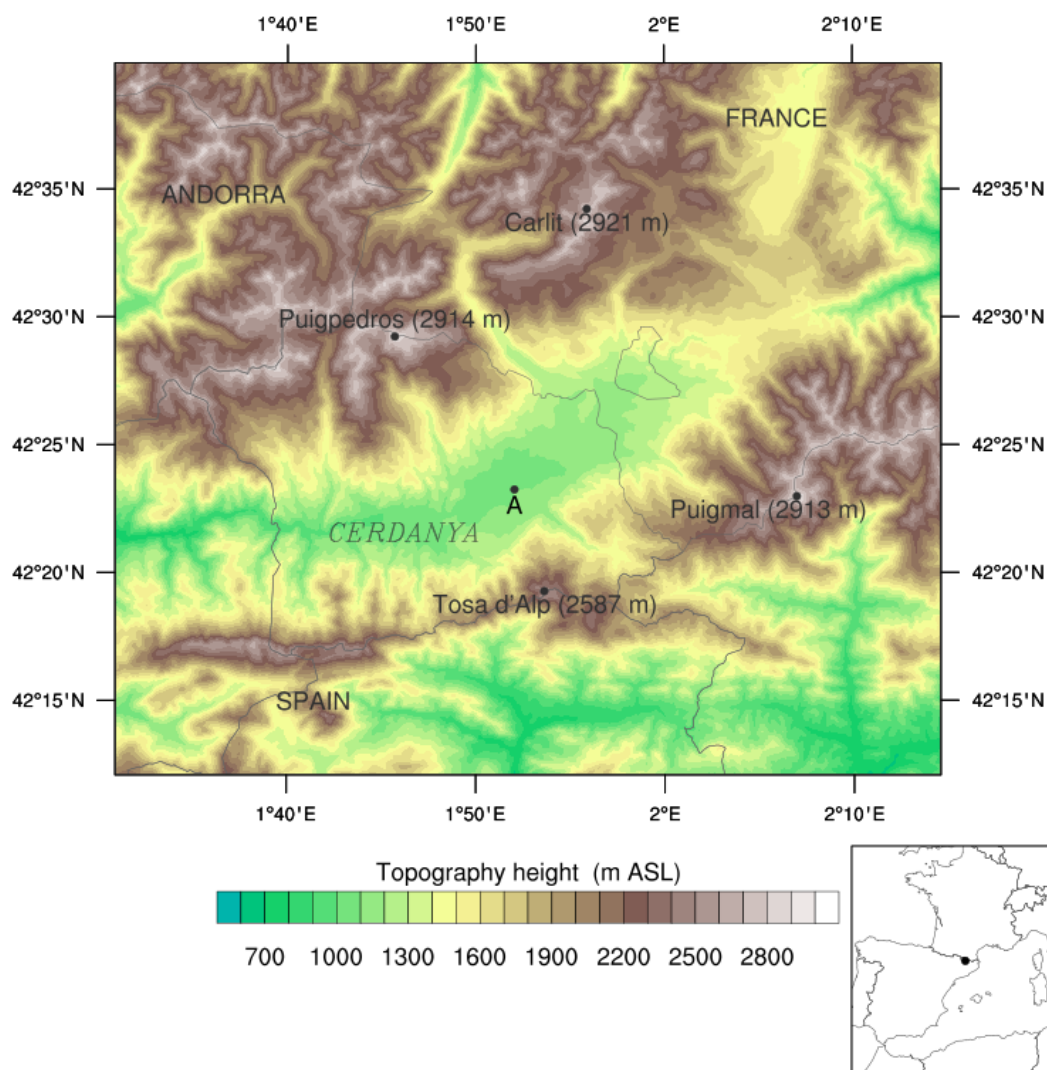 1°40'E 1°50'E 2°E 2°10'E
FRANCE
42°35'N 42°35'N
ANDORRA
Carlit (2921 m)
42°30'N 42°30'N
Puigpedros (2914 m)
42°25'N 42°25'N
A
Puigmal (2913 m)
CERDANYA
42°20'N 42°20'N
Tosa d'Alp (2587 m)
42°15'N 42°15'N
SPAIN
1°40'E 1°50'E 2°E 2°10'E
Topography height (m ASL)
700 1000 1300 1600 1900 2200 2500 2800